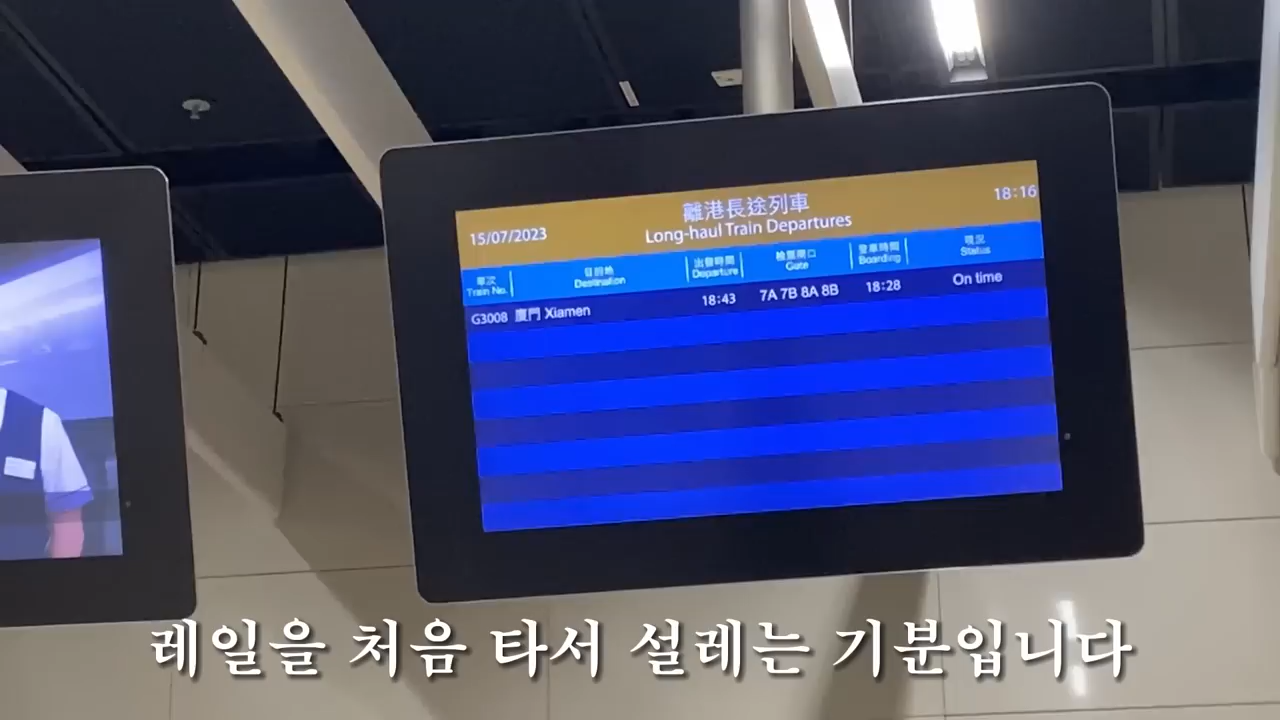 離港長途列車
15/07/2023 Long-haul Train Departures 18:16
車次 目的地 出發時間 檢票閘口 登車時間 現況
Train No. Destination Departure Gate Boarding Status
G3008 廈門 Xiamen 18:43 7A 7B 8A 8B 18:28 On time
레일을 처음 타서 설레는 기분입니다